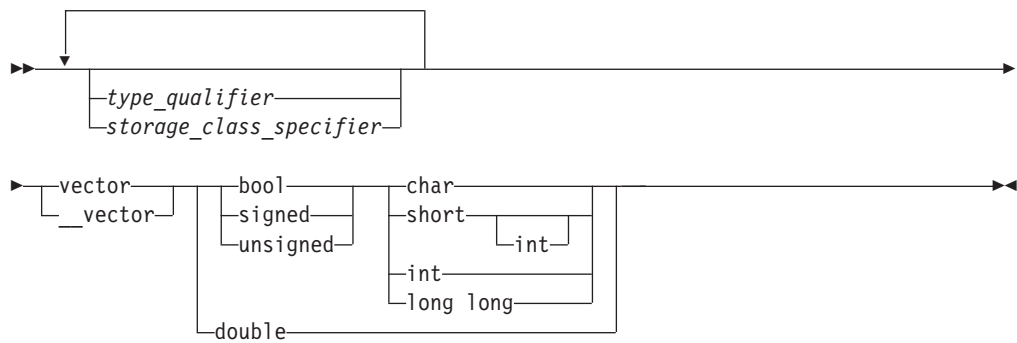 type_qualifier
storage_class_specifier
vector bool char
__vector signed short
unsigned int
int
long long
double